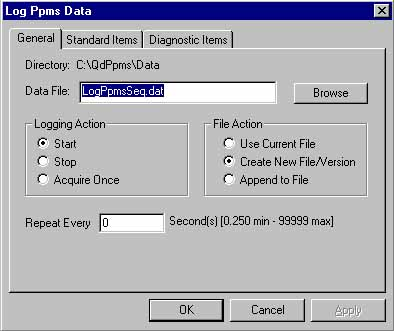 Log Ppms Data
General Standard Items Diagnostic Items
Directory: C:\QdPpms\Data
Data File: LogPpmsSeq.dat Browse
Logging Action File Action
Start Use Current File
Stop Create New File/Version
Acquire Once Append to File
Repeat Every 0 Second(s) [0.250 min - 99999 max]
OK Cancel Apply